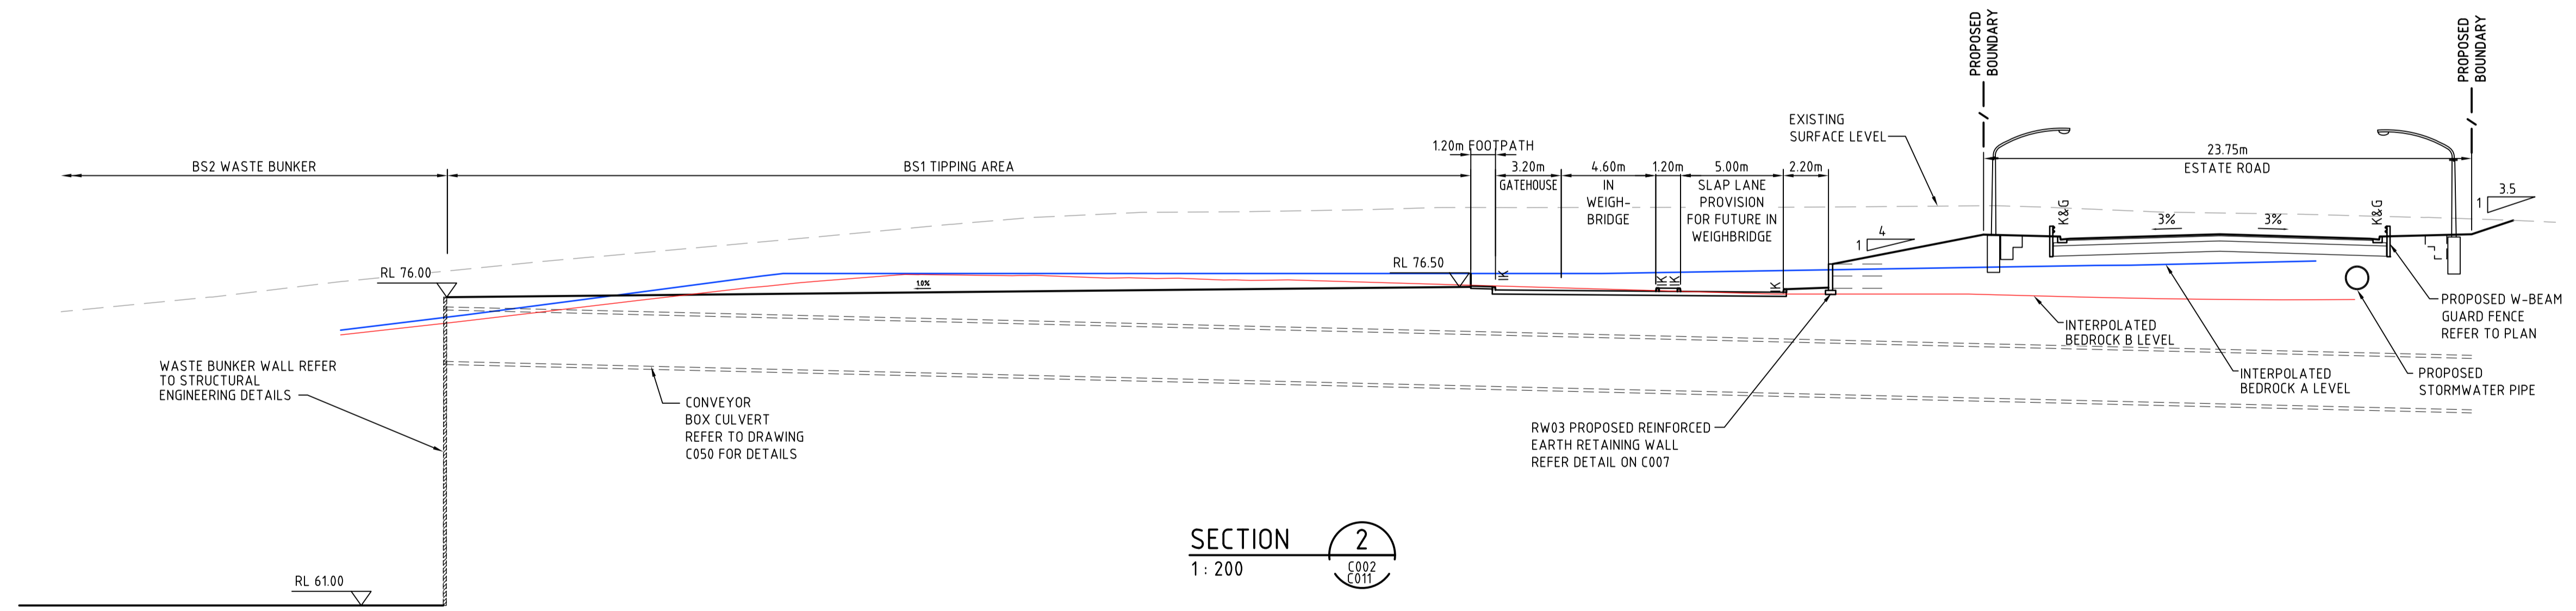 PROPOSED
BOUNDARY
PROPOSED
BOUNDARY
EXISTING
SURFACE LEVEL
1.20m FOOTPATH
BS2 WASTE BUNKER
BS1 TIPPING AREA
3.20m
GATEHOUSE
4.60m
IN
WEIGH-
BRIDGE
1.20m
5.00m
SLAP LANE
PROVISION
FOR FUTURE IN
WEIGHBRIDGE
2.20m
23.75m
ESTATE ROAD
3.5
1
K&G
3%
3%
K&G
4
1
RL 76.00
1.0%
RL 76.50
IK
IK
IK
IK
PROPOSED W-BEAM
GUARD FENCE
REFER TO PLAN
INTERPOLATED
BEDROCK B LEVEL
WASTE BUNKER WALL REFER
TO STRUCTURAL
ENGINEERING DETAILS
INTERPOLATED
BEDROCK A LEVEL
PROPOSED
STORMWATER PIPE
CONVEYOR
BOX CULVERT
REFER TO DRAWING
C050 FOR DETAILS
RW03 PROPOSED REINFORCED
EARTH RETAINING WALL
REFER DETAIL ON C007
SECTION
1 : 200
2
C002
C011
RL 61.00